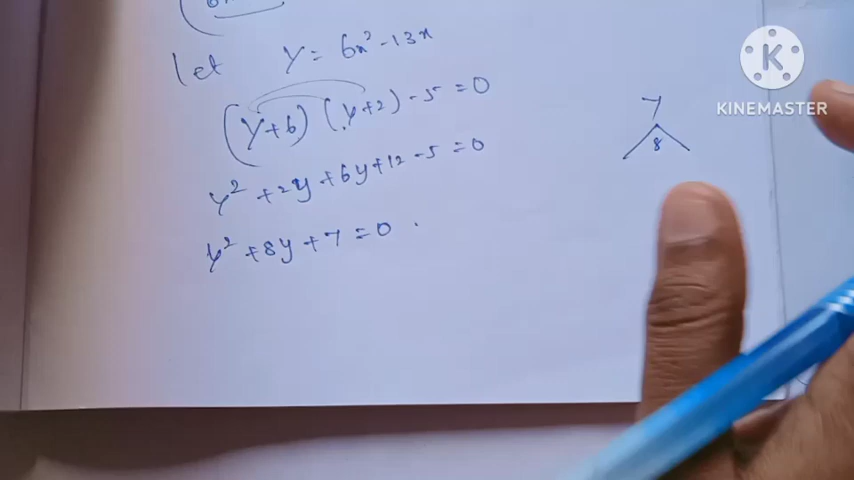 let Y = 6x² - 13x
(Y+6) (y+2) - 5 = 0
y² + 2y + 6y + 12 - 5 = 0
y² + 8y + 7 = 0
7
8
K
KINEMASTER